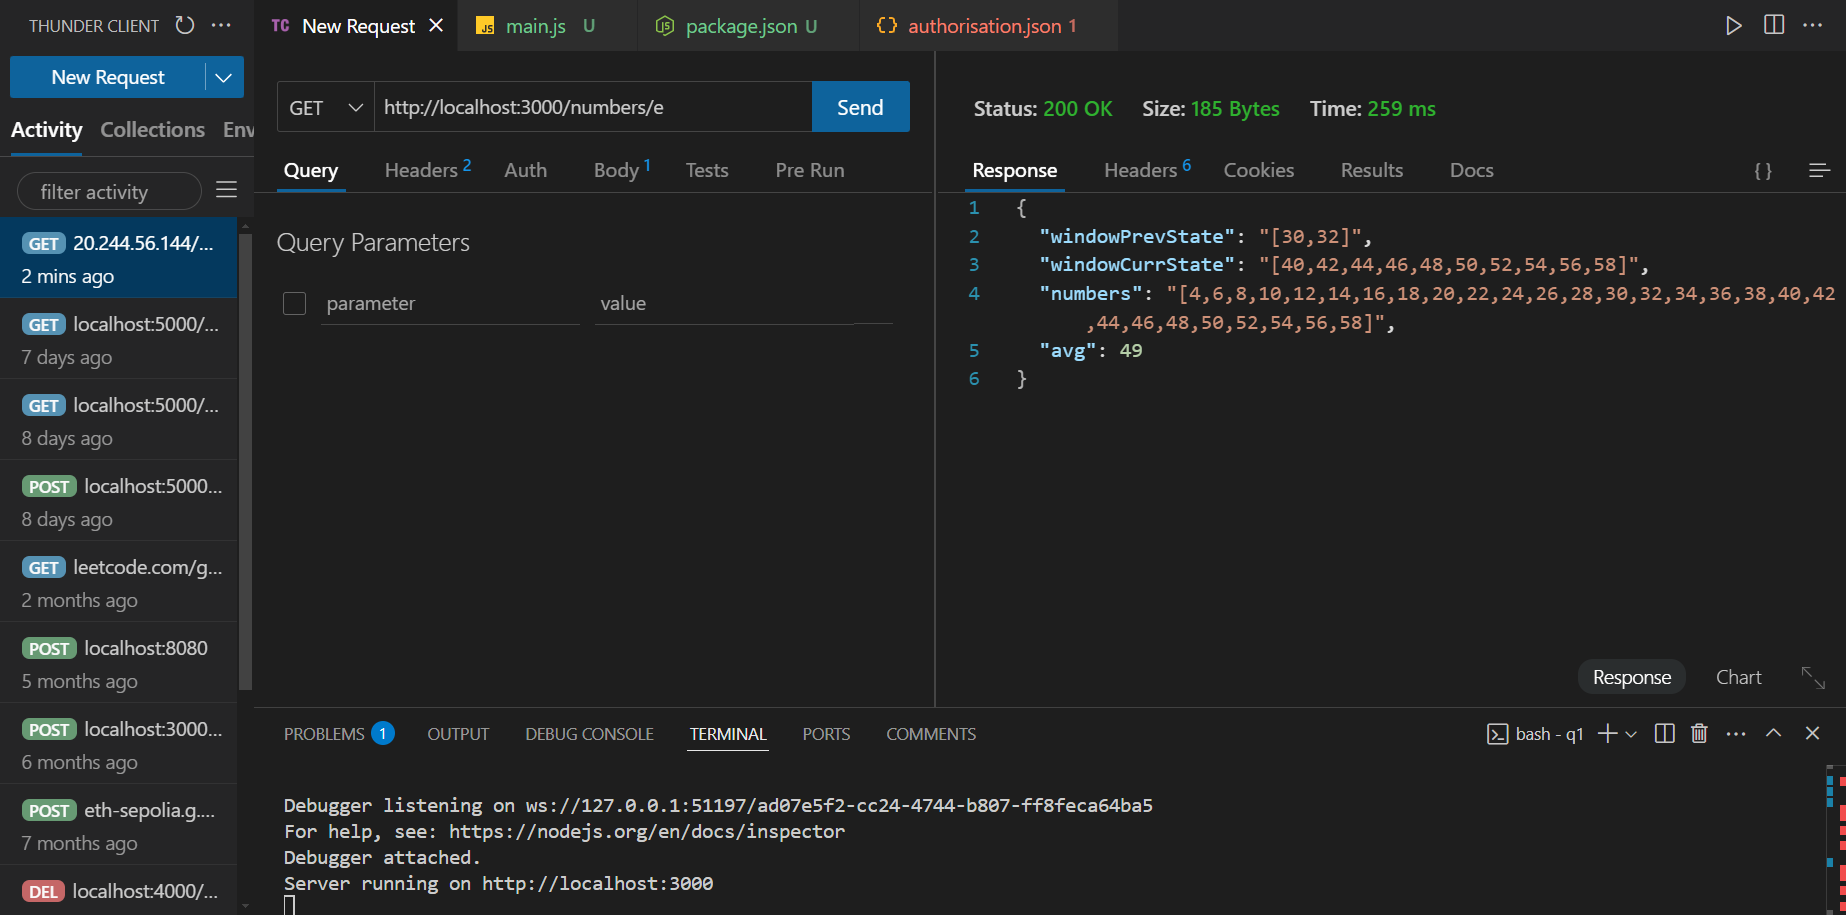 THUNDER CLIENT
New Request
Activity Collections Env
filter activity
GET 20.244.56.144/...
2 mins ago
GET localhost:5000/...
7 days ago
GET localhost:5000/...
8 days ago
POST localhost:5000...
8 days ago
GET leetcode.com/g...
2 months ago
POST localhost:8080
5 months ago
POST localhost:3000...
6 months ago
POST eth-sepolia.g....
7 months ago
DEL localhost:4000/...
TC New Request JS main.js U JS package.json U {} authorisation.json 1
GET http://localhost:3000/numbers/e Send
Query Headers 2 Auth Body 1 Tests Pre Run
Query Parameters
parameter value
Status: 200 OK Size: 185 Bytes Time: 259 ms
Response Headers 6 Cookies Results Docs { }
1 {
2 "windowPrevState": "[30,32]",
3 "windowCurrState": "[40,42,44,46,48,50,52,54,56,58]",
4 "numbers": "[4,6,8,10,12,14,16,18,20,22,24,26,28,30,32,34,36,38,40,42
,44,46,48,50,52,54,56,58]",
5 "avg": 49
6 }
Response Chart
PROBLEMS 1 OUTPUT DEBUG CONSOLE TERMINAL PORTS COMMENTS bash - q1
Debugger listening on ws://127.0.0.1:51197/ad07e5f2-cc24-4744-b807-ff8feca64ba5
For help, see: https://nodejs.org/en/docs/inspector
Debugger attached.
Server running on http://localhost:3000